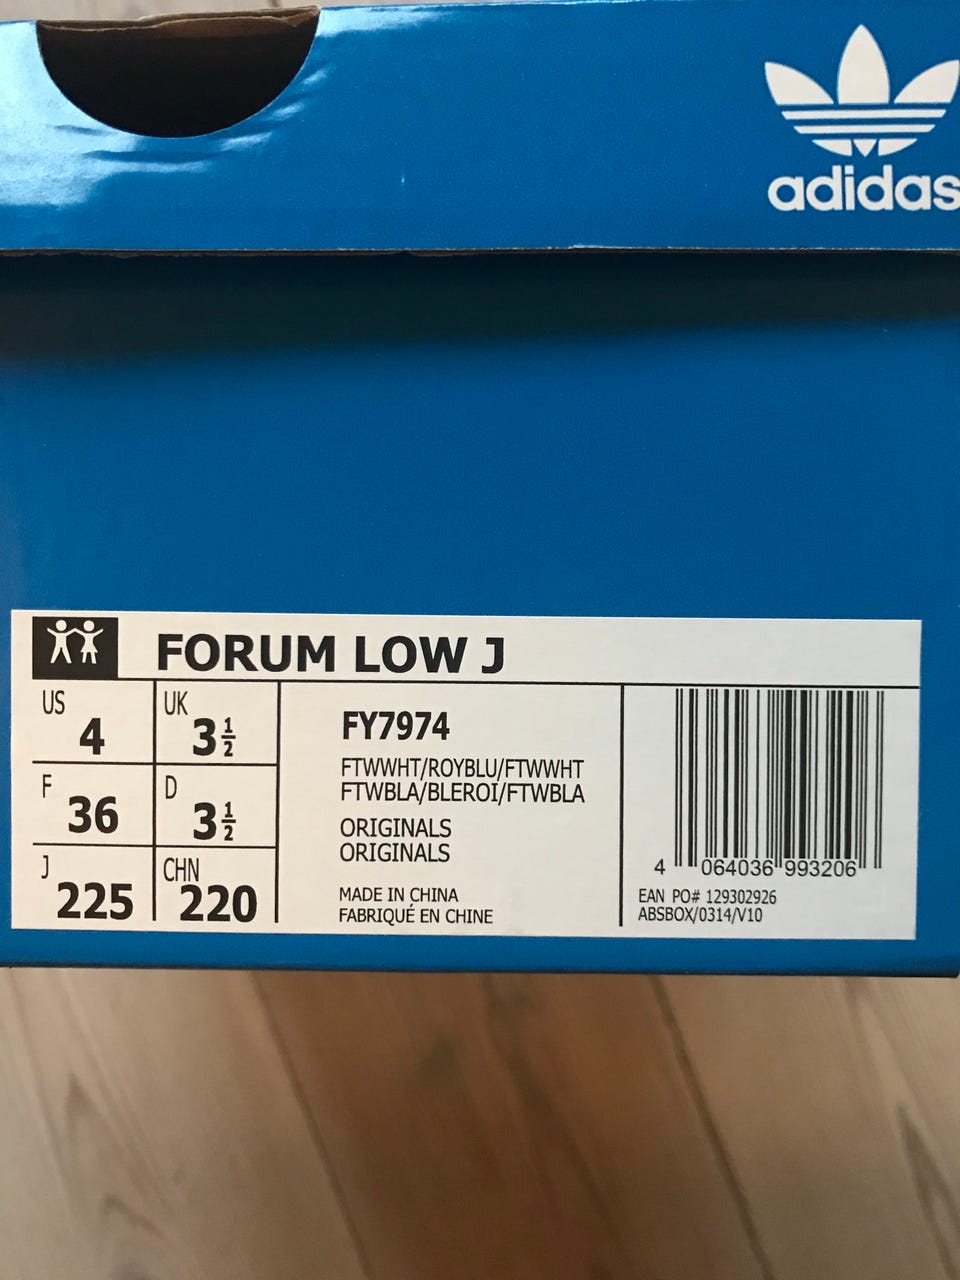 adidas
FORUM LOW J
US
4
UK
3 1/2
F
36
D
3 1/2
J
225
CHN
220
FY7974
FTWWHT/ROYBLU/FTWWHT
FTWBLA/BLEROI/FTWBLA
ORIGINALS
ORIGINALS
MADE IN CHINA
FABRIQUÉ EN CHINE
4 064036 993206
EAN PO# 129302926
ABSBOX/0314/V10